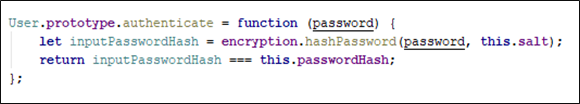 User.prototype.authenticate = function (password) {
    let inputPasswordHash = encryption.hashPassword(password, this.salt);
    return inputPasswordHash === this.passwordHash;
};